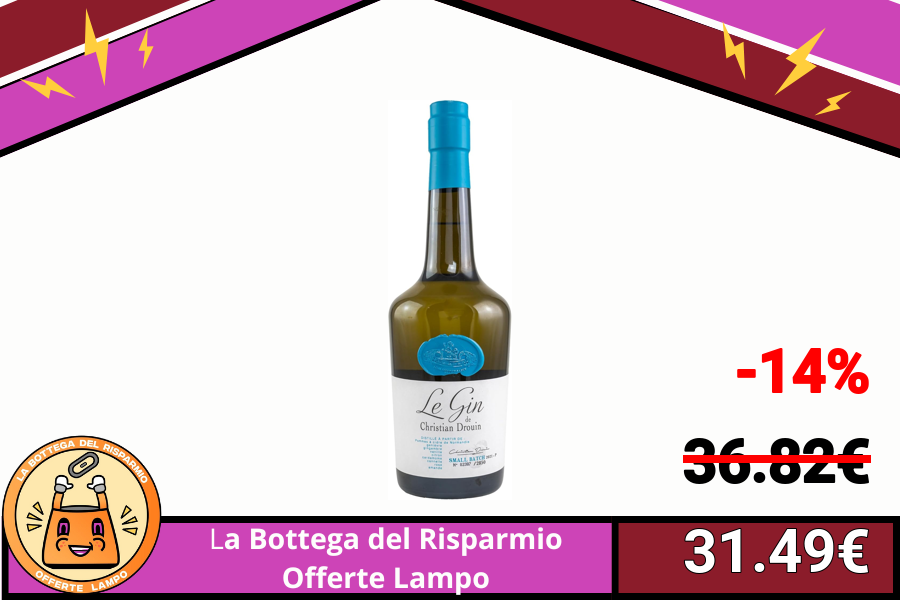 Le Gin
de
Christian Drouin
SMALL BATCH
-14%
36.82€
31.49€
La Bottega del Risparmio
Offerte Lampo
LA BOTTEGA DEL RISPARMIO
OFFERTE LAMPO